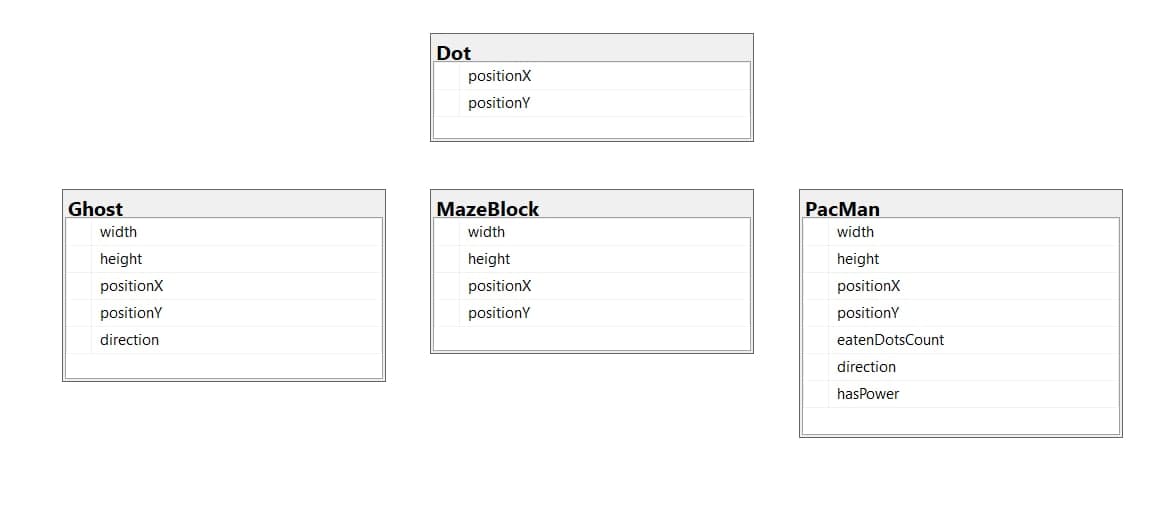 Dot
positionX
positionY
Ghost
width
height
positionX
positionY
direction
MazeBlock
width
height
positionX
positionY
PacMan
width
height
positionX
positionY
eatenDotsCount
direction
hasPower